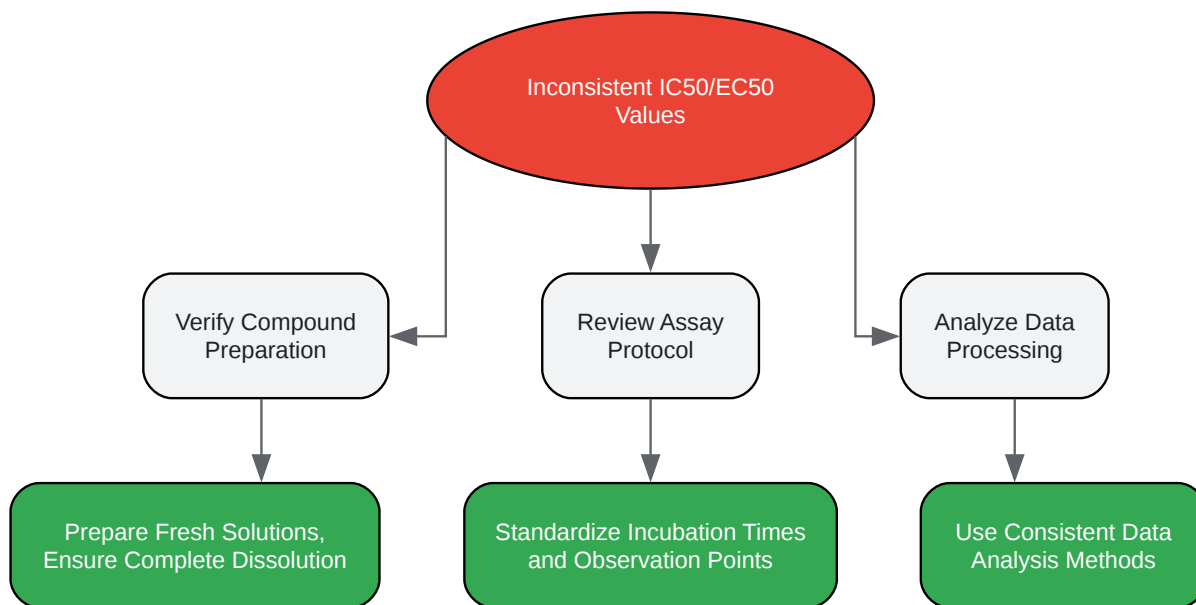 Inconsistent IC50/EC50
Values
Verify Compound
Preparation
Review Assay
Protocol
Analyze Data
Processing
Prepare Fresh Solutions,
Ensure Complete Dissolution
Standardize Incubation Times
and Observation Points
Use Consistent Data
Analysis Methods